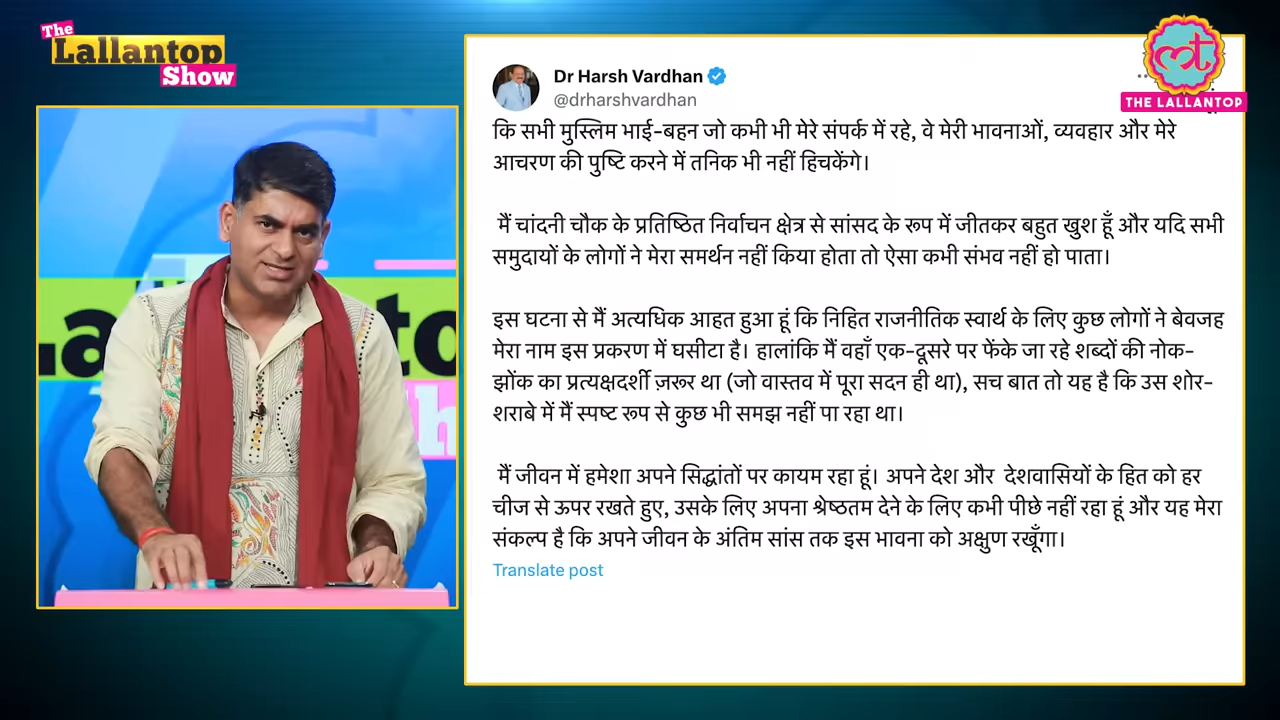 The
Lallantop
Show
THE LALLANTOP
Dr Harsh Vardhan
@drharshvardhan
कि सभी मुस्लिम भाई-बहन जो कभी भी मेरे संपर्क में रहे, वे मेरी भावनाओं, व्यवहार और मेरे
आचरण की पुष्टि करने में तनिक भी नहीं हिचकेंगे।
मैं चांदनी चौक के प्रतिष्ठित निर्वाचन क्षेत्र से सांसद के रूप में जीतकर बहुत खुश हूँ और यदि सभी
समुदायों के लोगों ने मेरा समर्थन नहीं किया होता तो ऐसा कभी संभव नहीं हो पाता।
इस घटना से मैं अत्यधिक आहत हुआ हूं कि निहित राजनीतिक स्वार्थ के लिए कुछ लोगों ने बेवजह
मेरा नाम इस प्रकरण में घसीटा है। हालांकि मैं वहाँ एक-दूसरे पर फेंके जा रहे शब्दों की नोक-
झोंक का प्रत्यक्षदर्शी ज़रूर था (जो वास्तव में पूरा सदन ही था), सच बात तो यह है कि उस शोर-
शराबे में मैं स्पष्ट रूप से कुछ भी समझ नहीं पा रहा था।
मैं जीवन में हमेशा अपने सिद्धांतों पर कायम रहा हूं। अपने देश और देशवासियों के हित को हर
चीज से ऊपर रखते हुए, उसके लिए अपना श्रेष्ठतम देने के लिए कभी पीछे नहीं रहा हूं और यह मेरा
संकल्प है कि अपने जीवन के अंतिम सांस तक इस भावना को अक्षुण रखूँगा।
Translate post